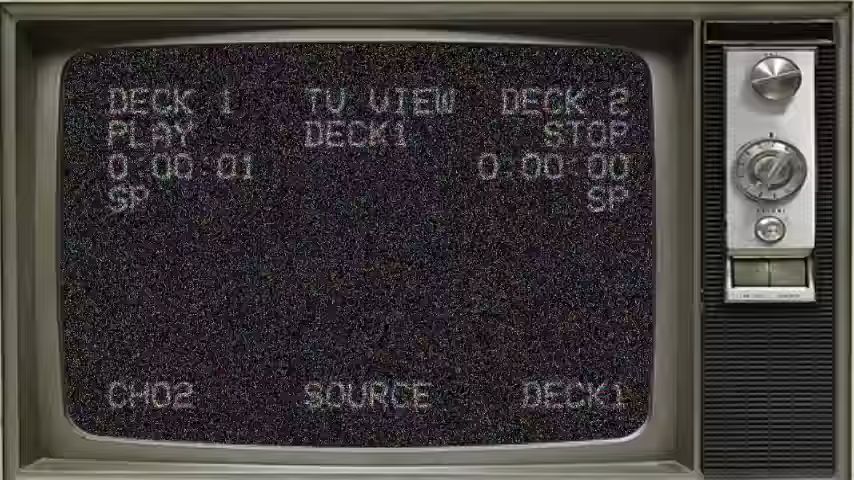 DECK 1 TV VIEW DECK 2
PLAY DECK1 STOP
0:00:01 0:00:00
SP SP
CH02 SOURCE DECK1